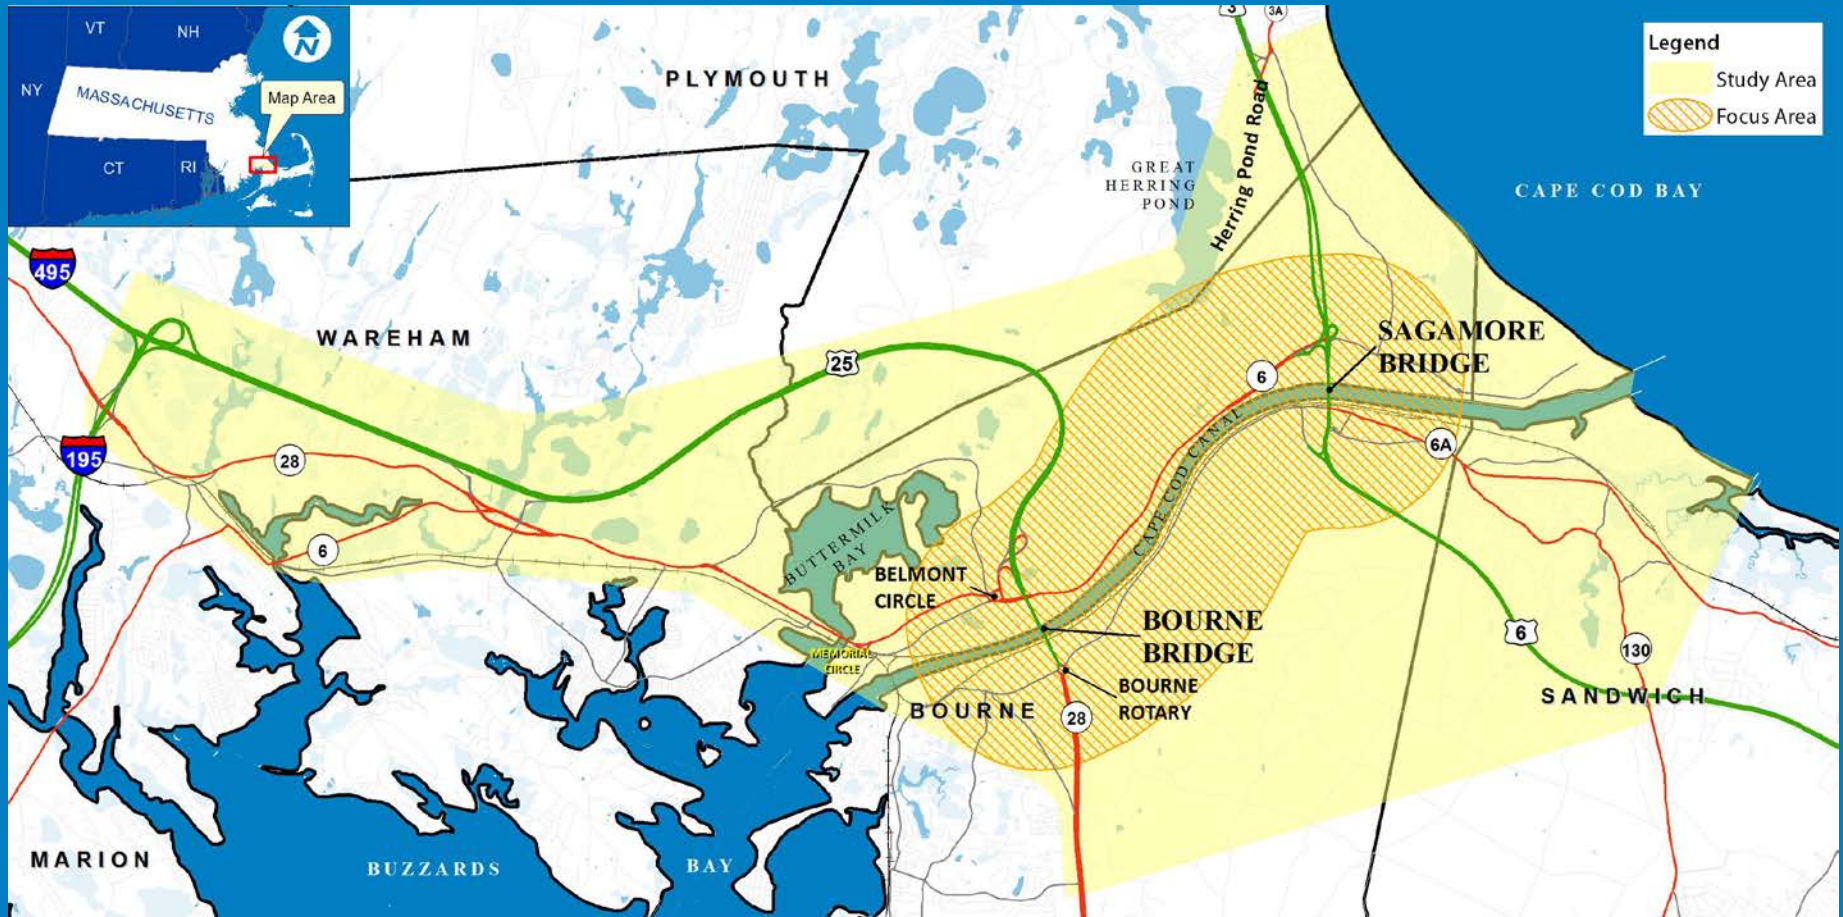 VT
NH
NY
MASSACHUSETTS
Map Area
CT
RI
N
3
3A
Legend
Study Area
Focus Area
PLYMOUTH
Herring Pond Road
GREAT
HERRING
POND
CAPE COD BAY
495
WAREHAM
25
SAGAMORE
BRIDGE
6
195
28
6A
CAPE COD CANAL
BUTTERMILK
BAY
6
BELMONT
CIRCLE
BOURNE
BRIDGE
6
130
MEMORIAL
CIRCLE
BOURNE
ROTARY
BOURNE
28
SANDWICH
MARION
BUZZARDS
BAY